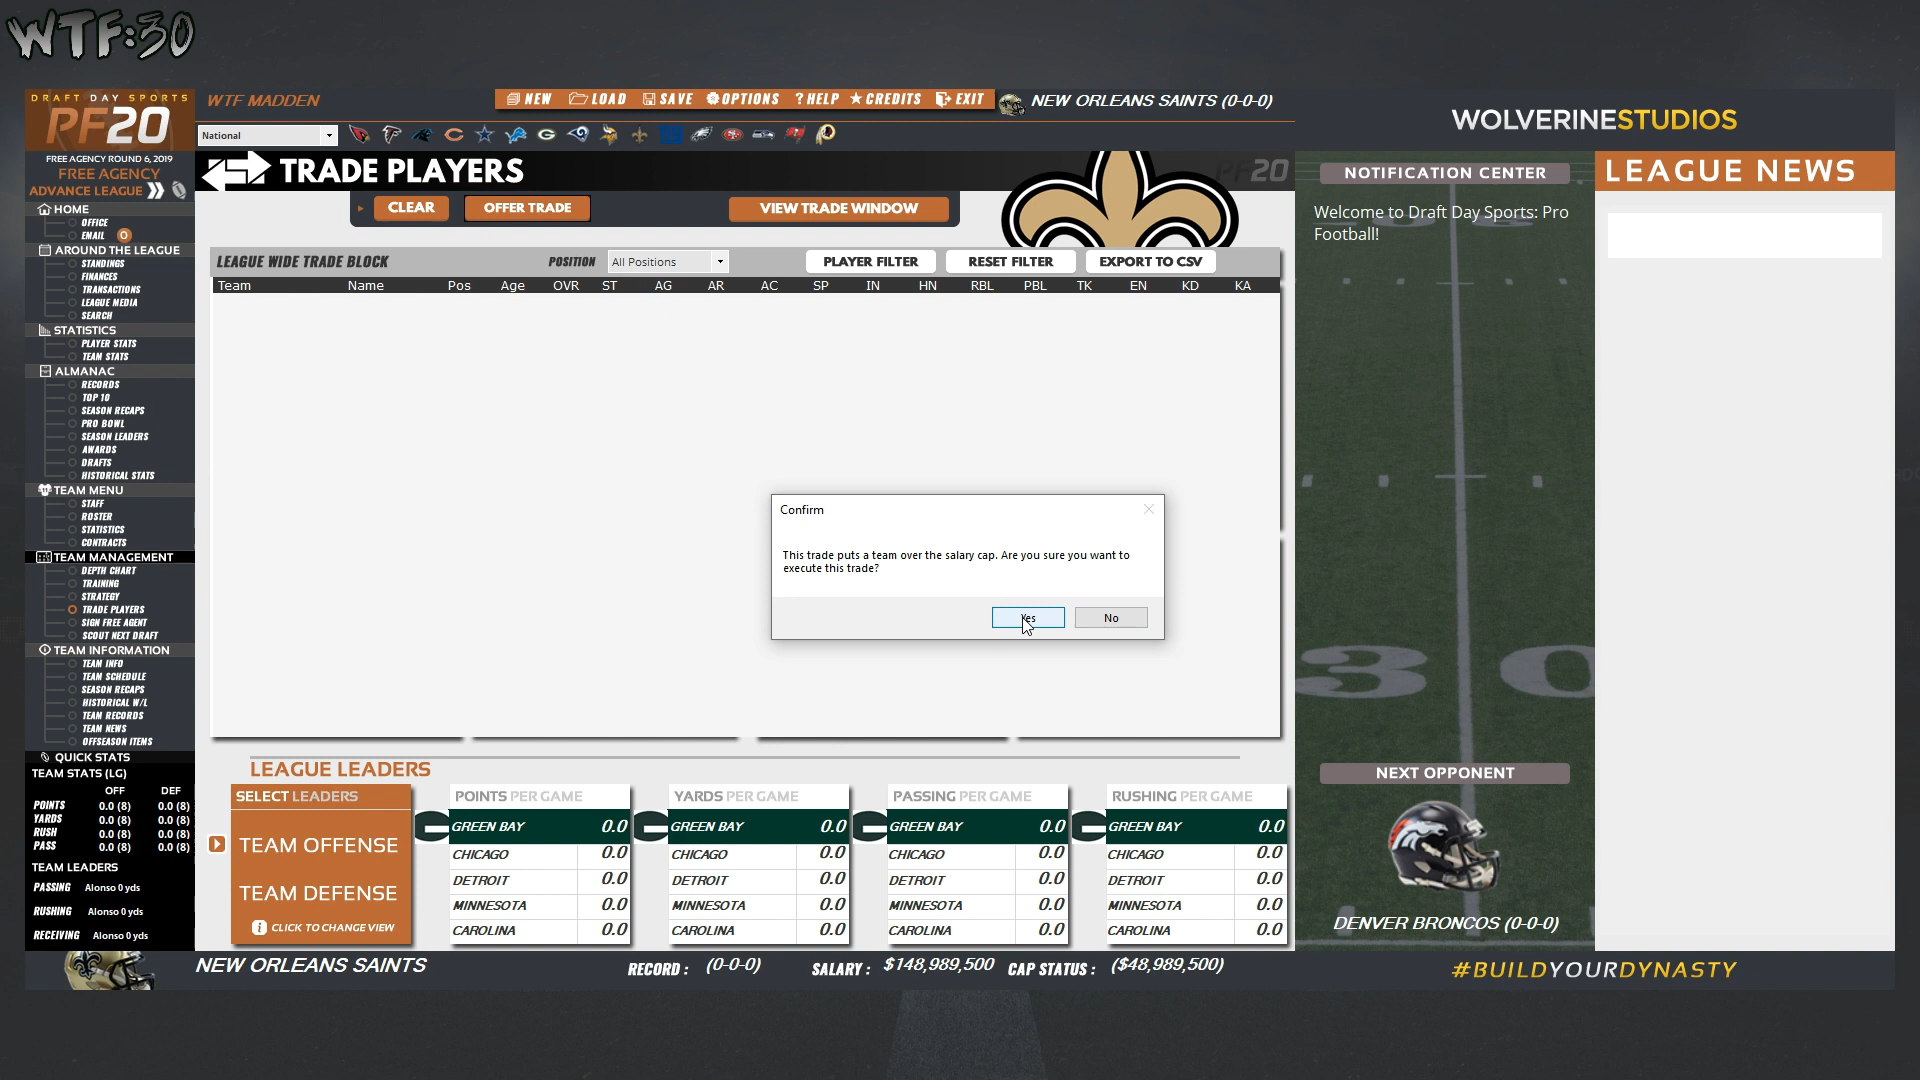 WTF:30
DRAFT DAY SPORTS
PF20
WTF MADDEN
NEW LOAD SAVE OPTIONS ? HELP CREDITS EXIT
NEW ORLEANS SAINTS (0-0-0)
WOLVERINESTUDIOS
National
FREE AGENCY ROUND 6, 2019
FREE AGENCY
ADVANCE LEAGUE
TRADE PLAYERS
PF20
CLEAR
OFFER TRADE
VIEW TRADE WINDOW
NOTIFICATION CENTER
Welcome to Draft Day Sports: Pro
Football!
LEAGUE NEWS
HOME
OFFICE
EMAIL 0
AROUND THE LEAGUE
STANDINGS
FINANCES
TRANSACTIONS
LEAGUE MEDIA
SEARCH
STATISTICS
PLAYER STATS
TEAM STATS
ALMANAC
RECORDS
TOP 10
SEASON RECAPS
PRO BOWL
SEASON LEADERS
AWARDS
DRAFTS
HISTORICAL STATS
TEAM MENU
STAFF
ROSTER
STATISTICS
CONTRACTS
TEAM MANAGEMENT
DEPTH CHART
TRAINING
STRATEGY
TRADE PLAYERS
SIGN FREE AGENT
SCOUT NEXT DRAFT
TEAM INFORMATION
TEAM INFO
TEAM SCHEDULE
SEASON RECAPS
HISTORICAL W/L
TEAM RECORDS
TEAM NEWS
OFFSEASON ITEMS
QUICK STATS
TEAM STATS (LG)
OFF DEF
POINTS 0.0 (8) 0.0 (8)
YARDS 0.0 (8) 0.0 (8)
RUSH 0.0 (8) 0.0 (8)
PASS 0.0 (8) 0.0 (8)
TEAM LEADERS
PASSING Alonso 0 yds
RUSHING Alonso 0 yds
RECEIVING Alonso 0 yds
LEAGUE WIDE TRADE BLOCK
POSITION All Positions
PLAYER FILTER
RESET FILTER
EXPORT TO CSV
Team Name Pos Age OVR ST AG AR AC SP IN HN RBL PBL TK EN KD KA
Confirm
This trade puts a team over the salary cap. Are you sure you want to
execute this trade?
Yes No
30
LEAGUE LEADERS
SELECT LEADERS
TEAM OFFENSE
TEAM DEFENSE
CLICK TO CHANGE VIEW
POINTS PER GAME
GREEN BAY 0.0
CHICAGO 0.0
DETROIT 0.0
MINNESOTA 0.0
CAROLINA 0.0
YARDS PER GAME
GREEN BAY 0.0
CHICAGO 0.0
DETROIT 0.0
MINNESOTA 0.0
CAROLINA 0.0
PASSING PER GAME
GREEN BAY 0.0
CHICAGO 0.0
DETROIT 0.0
MINNESOTA 0.0
CAROLINA 0.0
RUSHING PER GAME
GREEN BAY 0.0
CHICAGO 0.0
DETROIT 0.0
MINNESOTA 0.0
CAROLINA 0.0
NEXT OPPONENT
DENVER BRONCOS (0-0-0)
NEW ORLEANS SAINTS
RECORD : (0-0-0)
SALARY : $148,989,500
CAP STATUS : ($48,989,500)
#BUILDYOURDYNASTY